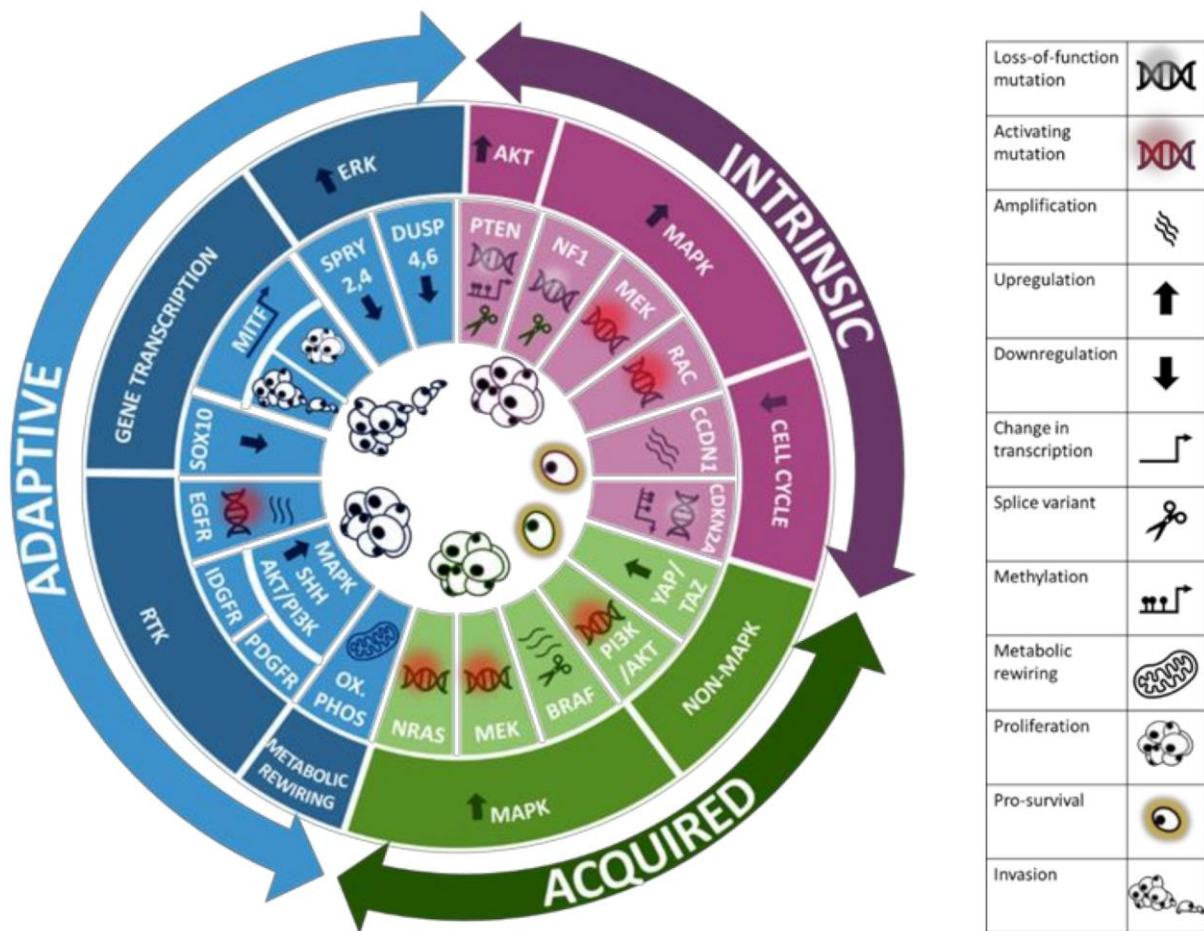 ADAPTIVE
INTRINSIC
ACQUIRED
ERK
AKT
MAPK
CELL CYCLE
NON-MAPK
MAPK
METABOLIC
REWIRING
RTK
GENE TRANSCRIPTION
SPRY
2,4
DUSP
4,6
PTEN
NF1
MEK
RAC
CCDN1
CDKN2A
YAP/
TAZ
PI3K
/AKT
BRAF
MEK
NRAS
OX.
PHOS
PDGFR
IDGFR
MAPK
SHH
AKT/PI3K
EGFR
SOX10
MITF
Loss-of-function
mutation
Activating
mutation
Amplification
Upregulation
Downregulation
Change in
transcription
Splice variant
Methylation
Metabolic
rewiring
Proliferation
Pro-survival
Invasion